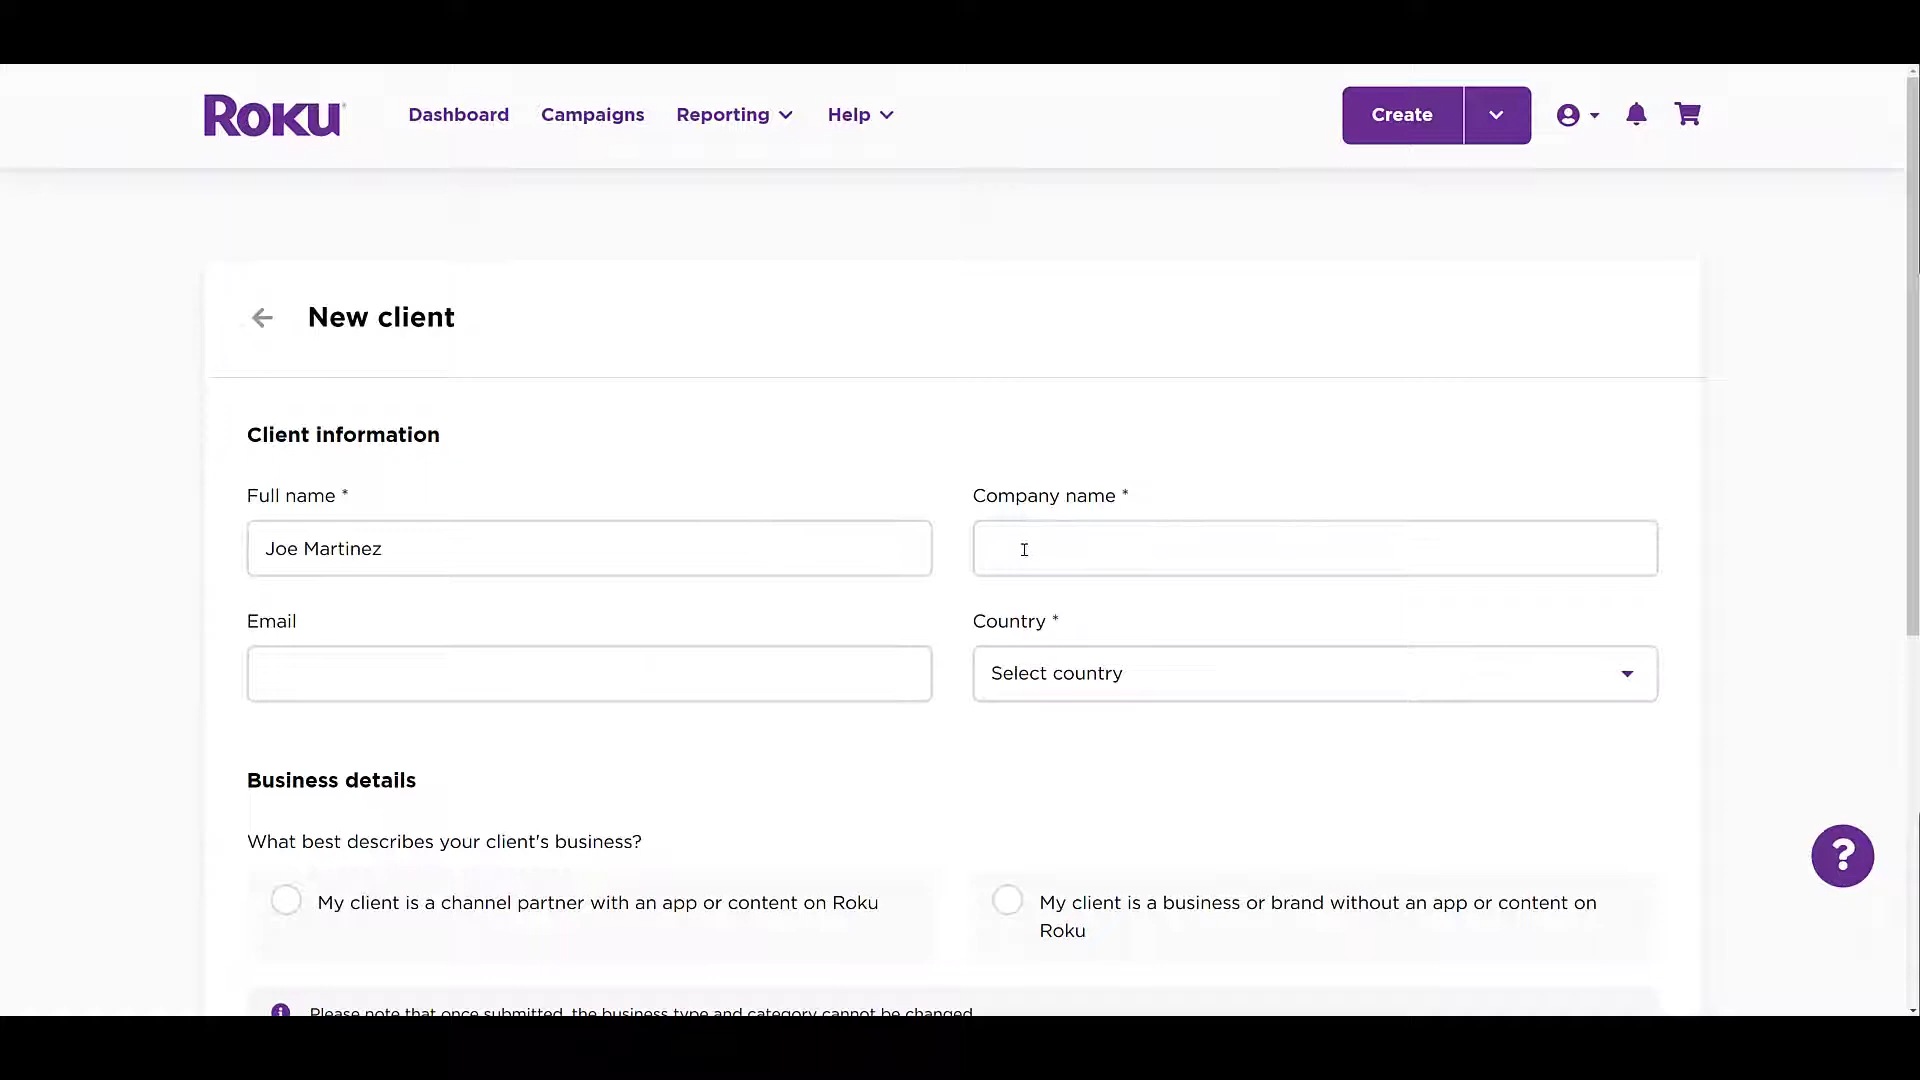 Roku
Dashboard Campaigns Reporting Help Create
New client
Client information
Full name * Company name *
Joe Martinez
Email Country *
Select country
Business details
What best describes your client's business?
My client is a channel partner with an app or content on Roku
My client is a business or brand without an app or content on
Roku
Please note that once submitted, the business type and category cannot be changed
?